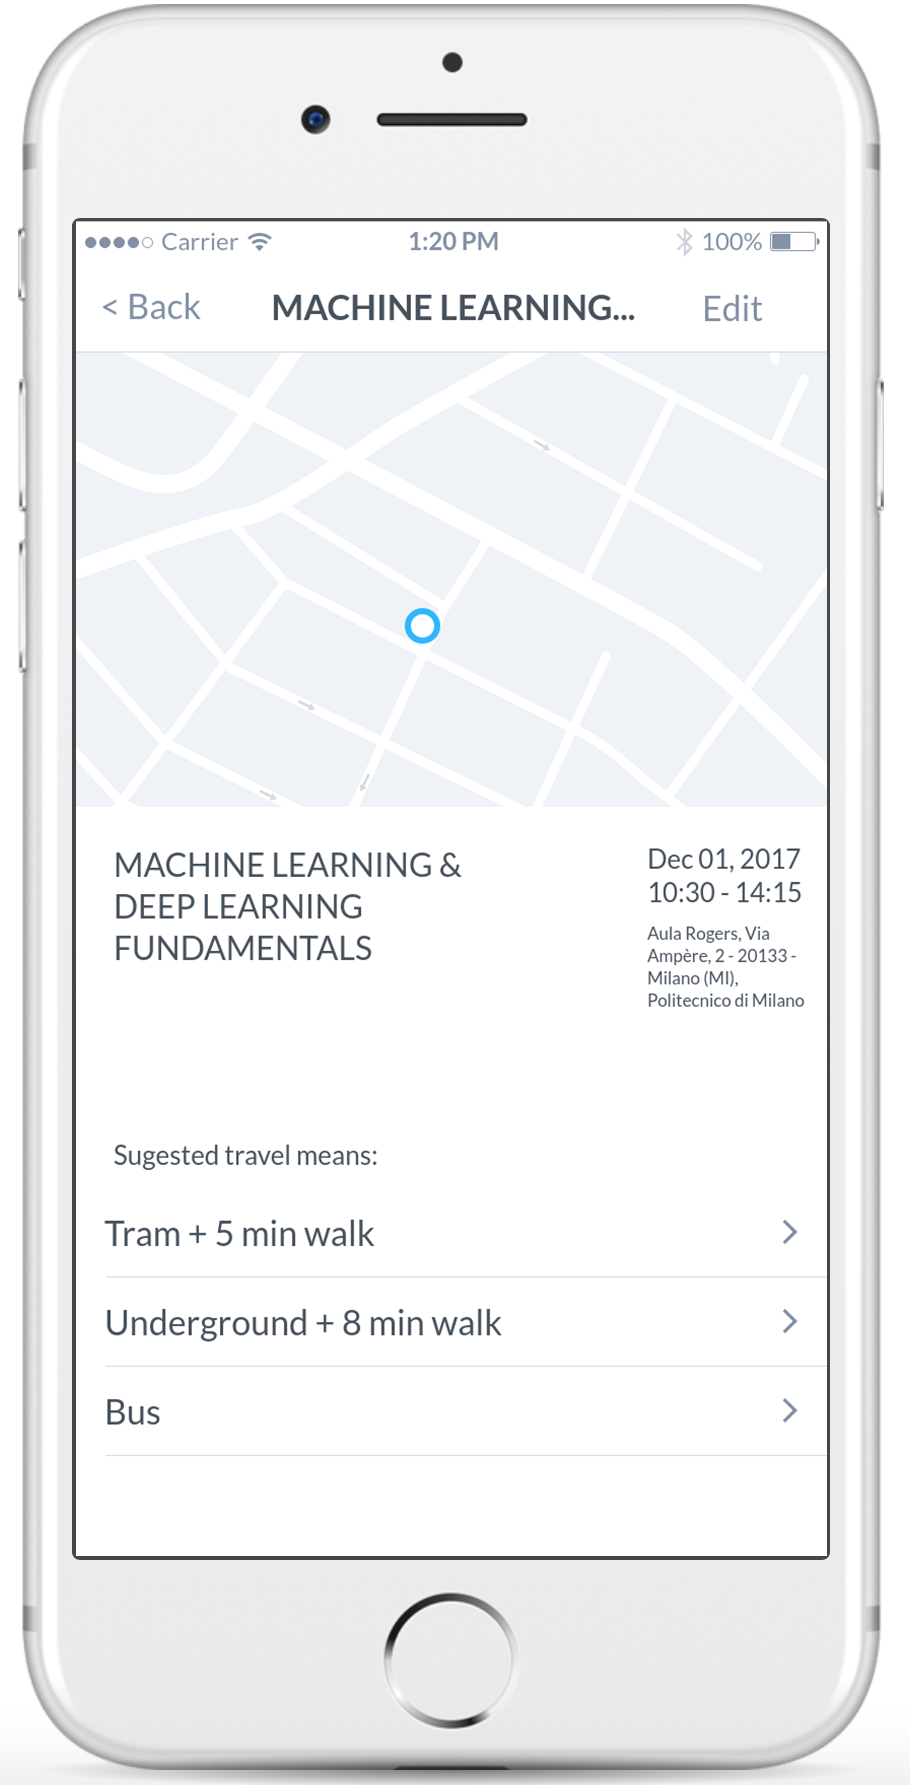 Carrier 1:20 PM 100%
< Back MACHINE LEARNING... Edit
MACHINE LEARNING &
DEEP LEARNING
FUNDAMENTALS
Dec 01, 2017
10:30 - 14:15
Aula Rogers, Via
Ampère, 2 - 20133 -
Milano (MI),
Politecnico di Milano
Sugested travel means:
Tram + 5 min walk
Underground + 8 min walk
Bus